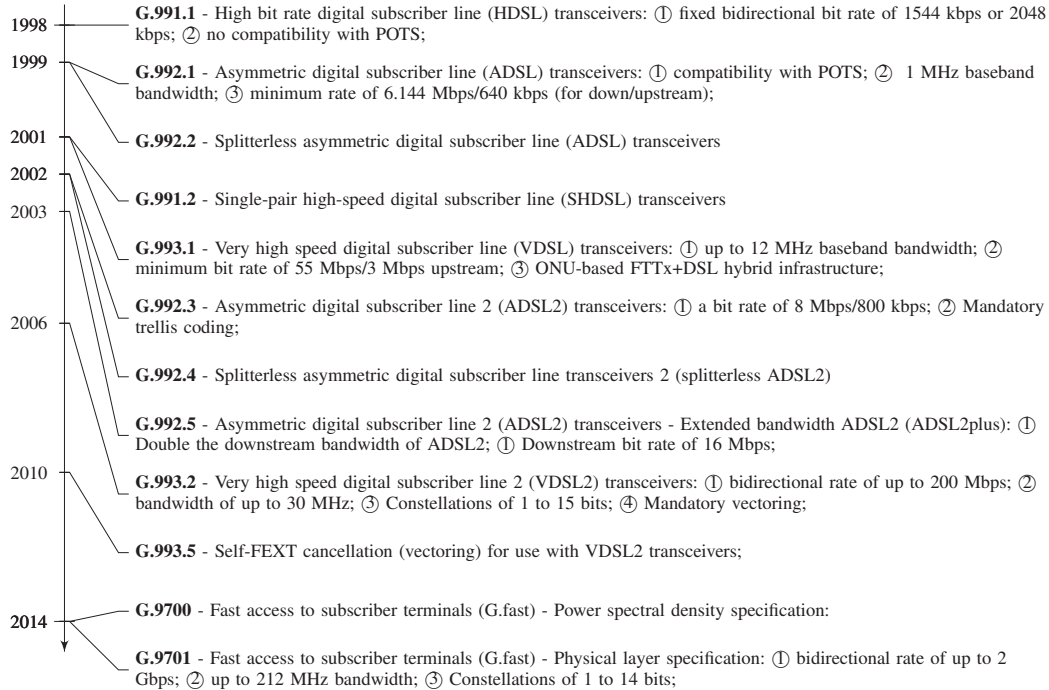 1998
G.991.1 - High bit rate digital subscriber line (HDSL) transceivers: ① fixed bidirectional bit rate of 1544 kbps or 2048
kbps; ② no compatibility with POTS;
1999
G.992.1 - Asymmetric digital subscriber line (ADSL) transceivers: ① compatibility with POTS; ② 1 MHz baseband
bandwidth; ③ minimum rate of 6.144 Mbps/640 kbps (for down/upstream);
G.992.2 - Splitterless asymmetric digital subscriber line (ADSL) transceivers
2001
2002
G.991.2 - Single-pair high-speed digital subscriber line (SHDSL) transceivers
2003
G.993.1 - Very high speed digital subscriber line (VDSL) transceivers: ① up to 12 MHz baseband bandwidth; ②
minimum bit rate of 55 Mbps/3 Mbps upstream; ③ ONU-based FTTx+DSL hybrid infrastructure;
G.992.3 - Asymmetric digital subscriber line 2 (ADSL2) transceivers: ① a bit rate of 8 Mbps/800 kbps; ② Mandatory
trellis coding;
2006
G.992.4 - Splitterless asymmetric digital subscriber line transceivers 2 (splitterless ADSL2)
G.992.5 - Asymmetric digital subscriber line 2 (ADSL2) transceivers - Extended bandwidth ADSL2 (ADSL2plus): ①
Double the downstream bandwidth of ADSL2; ① Downstream bit rate of 16 Mbps;
2010
G.993.2 - Very high speed digital subscriber line 2 (VDSL2) transceivers: ① bidirectional rate of up to 200 Mbps; ②
bandwidth of up to 30 MHz; ③ Constellations of 1 to 15 bits; ④ Mandatory vectoring;
G.993.5 - Self-FEXT cancellation (vectoring) for use with VDSL2 transceivers;
G.9700 - Fast access to subscriber terminals (G.fast) - Power spectral density specification:
2014
G.9701 - Fast access to subscriber terminals (G.fast) - Physical layer specification: ① bidirectional rate of up to 2
Gbps; ② up to 212 MHz bandwidth; ③ Constellations of 1 to 14 bits;